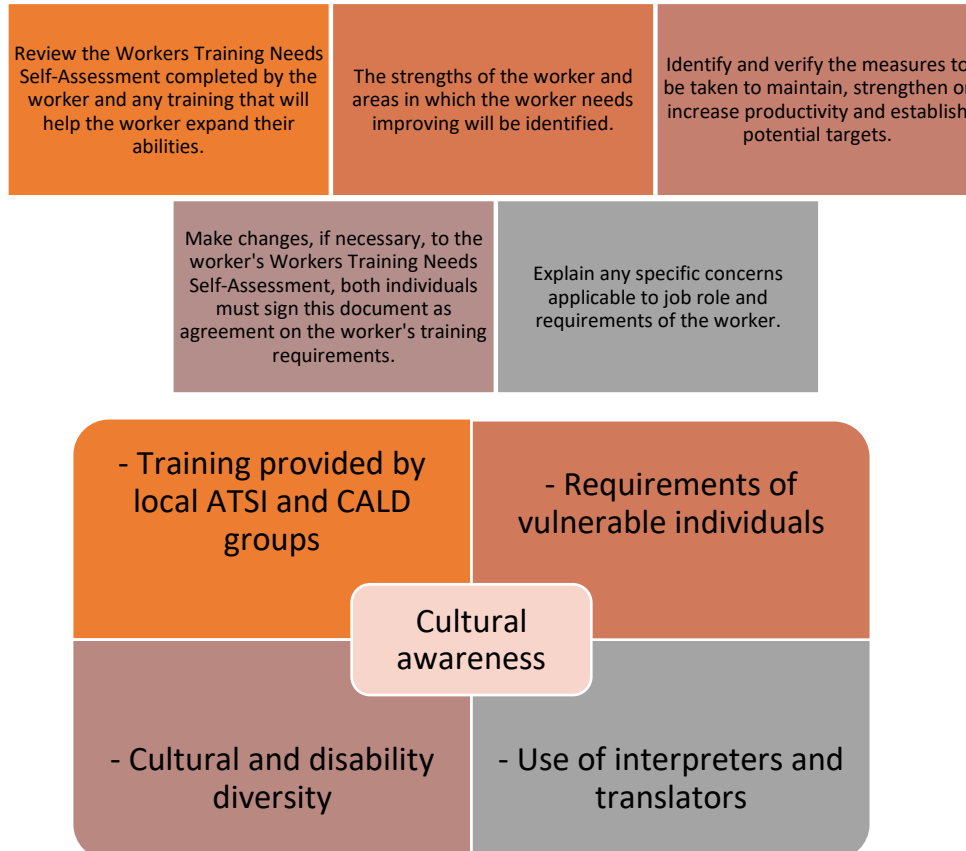 Review the Workers Training Needs
Self-Assessment completed by the
worker and any training that will
help the worker expand their
abilities.
The strengths of the worker and
areas in which the worker needs
improving will be identified.
Identify and verify the measures to
be taken to maintain, strengthen or
increase productivity and establish
potential targets.
Make changes, if necessary, to the
worker's Workers Training Needs
Self-Assessment, both individuals
must sign this document as
agreement on the worker's training
requirements.
Explain any specific concerns
applicable to job role and
requirements of the worker.
- Training provided by
local ATSI and CALD
groups
- Requirements of
vulnerable individuals
Cultural
awareness
- Cultural and disability
diversity
- Use of interpreters and
translators